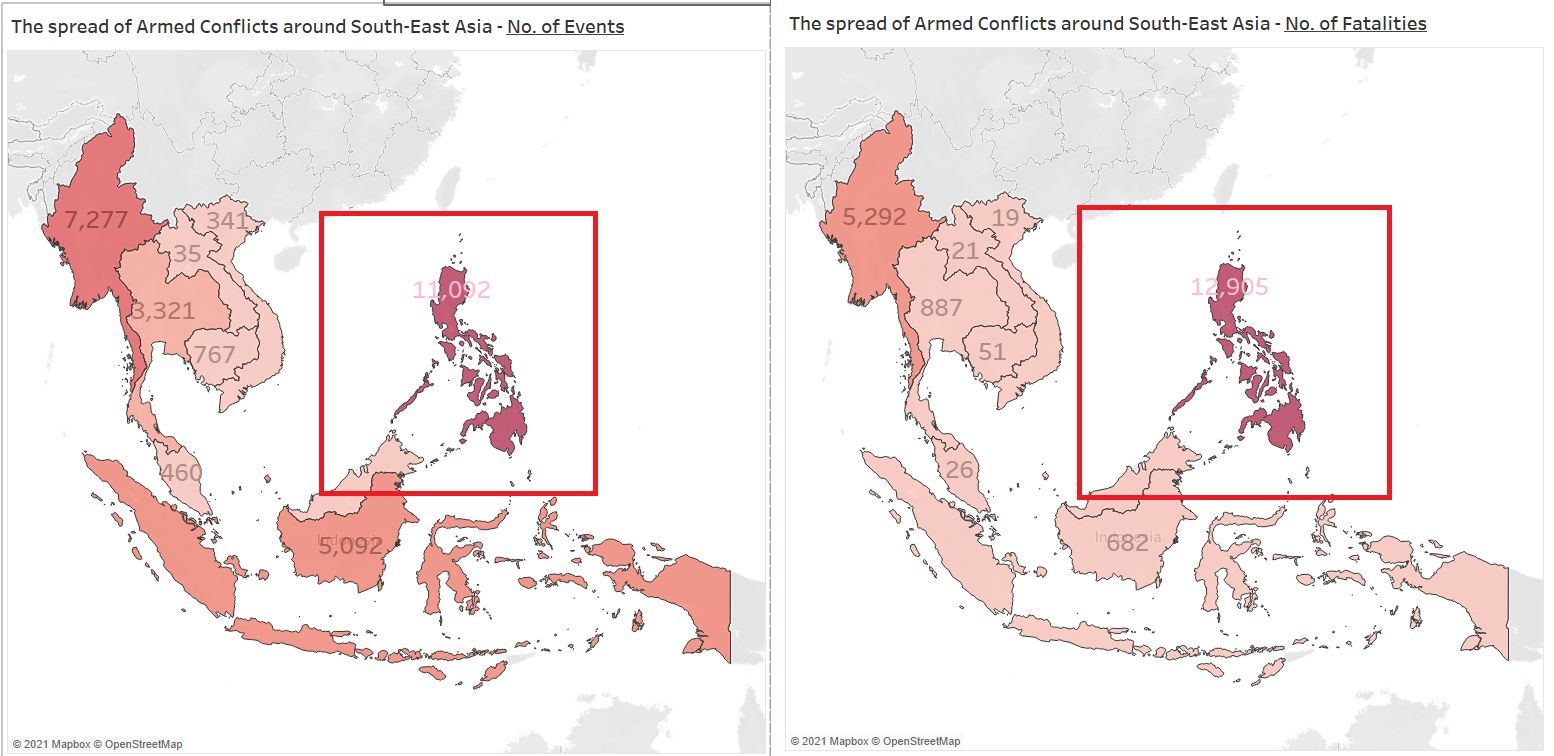 The spread of Armed Conflicts around South-East Asia - No. of Events
7,277
341
35
3,321
767
11,092
460
Indonesia
5,092
© 2021 Mapbox © OpenStreetMap
The spread of Armed Conflicts around South-East Asia - No. of Fatalities
5,292
19
21
887
51
12,905
26
Indonesia
682
© 2021 Mapbox © OpenStreetMap